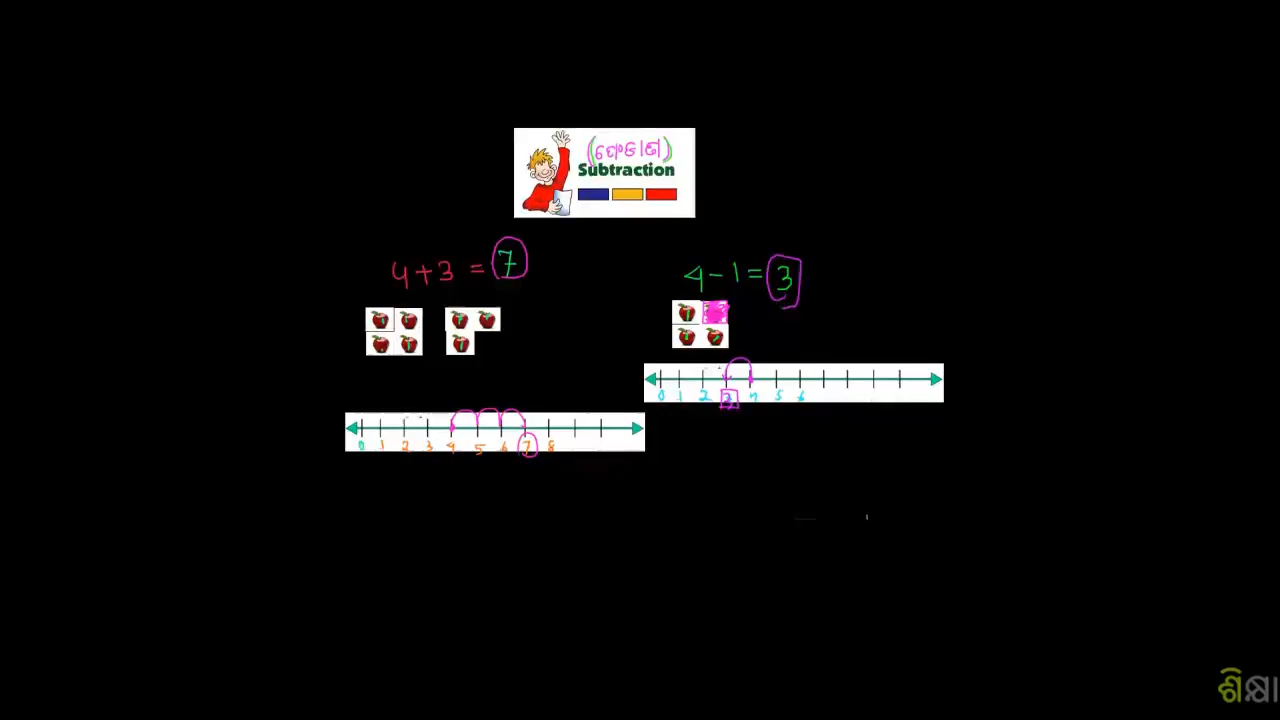 (ଫେଡାଣ)
Subtraction
4+3 = 7
4-1 = 3
0 1 2 3 4 5 6
0 1 2 3 4 5 6 7 8
ଶିକ୍ଷା